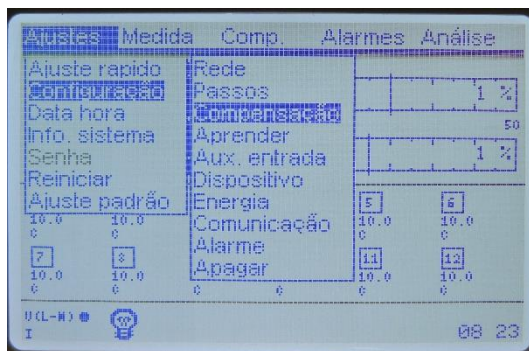 Ajustes Medida Comp. Alarmes Análise
Ajuste rapido
Configuração
Data hora
Info. sistema
Senha
Reiniciar
Ajuste padrão
Rede
Passos
Compensação
Aprender
Aux. entrada
Dispositivo
Energia
Comunicação
Alarme
Apagar
1 %
50
1 %
5 6
10.0 10.0 10.0 10.0
C C C C
7 8 11 12
10.0 10.0 10.0 10.0
C C C C C C
U(L-N)
I
08 23